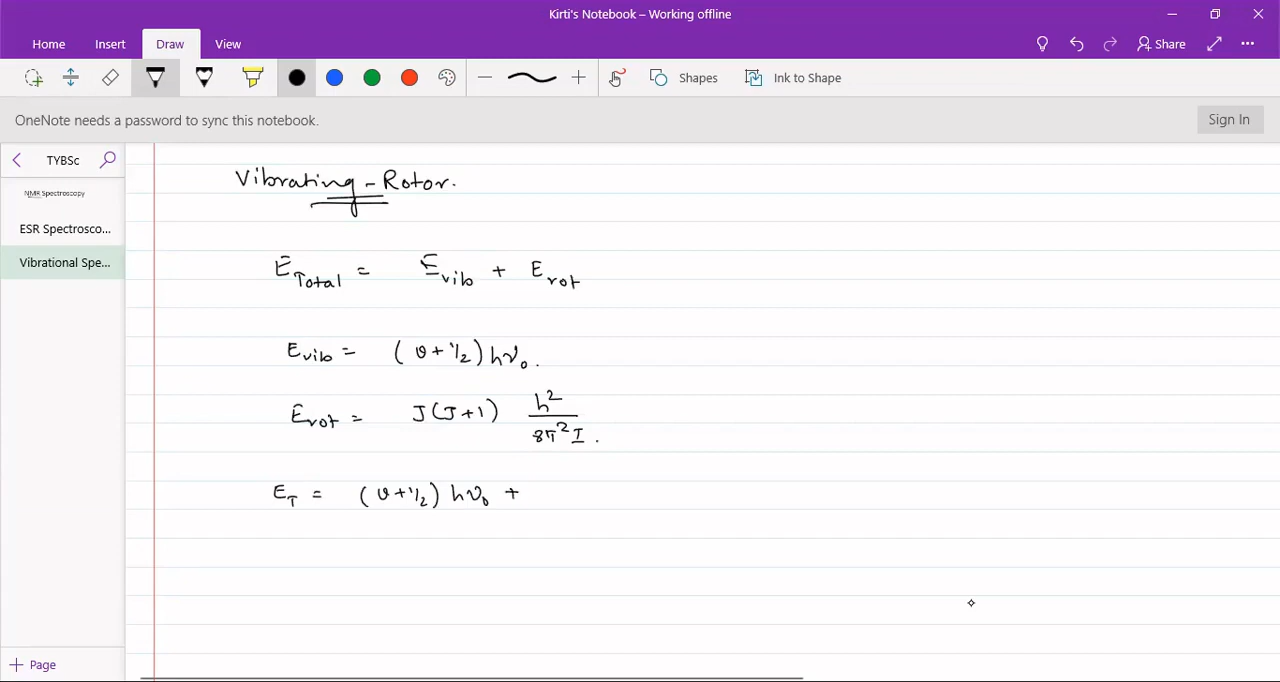 Kirti's Notebook – Working offline
Home Insert Draw View
Share
Shapes Ink to Shape
OneNote needs a password to sync this notebook.
Sign In
TYBSc
NMR Spectroscopy
ESR Spectrosco...
Vibrational Spe...
Page
Vibrating - Rotor.
E_Total = E_vib + E_rot
E_vib = (v + 1/2) hν₀.
E_rot = J(J+1) h²/8π²I.
E_T = (v + 1/2) hν₀ +